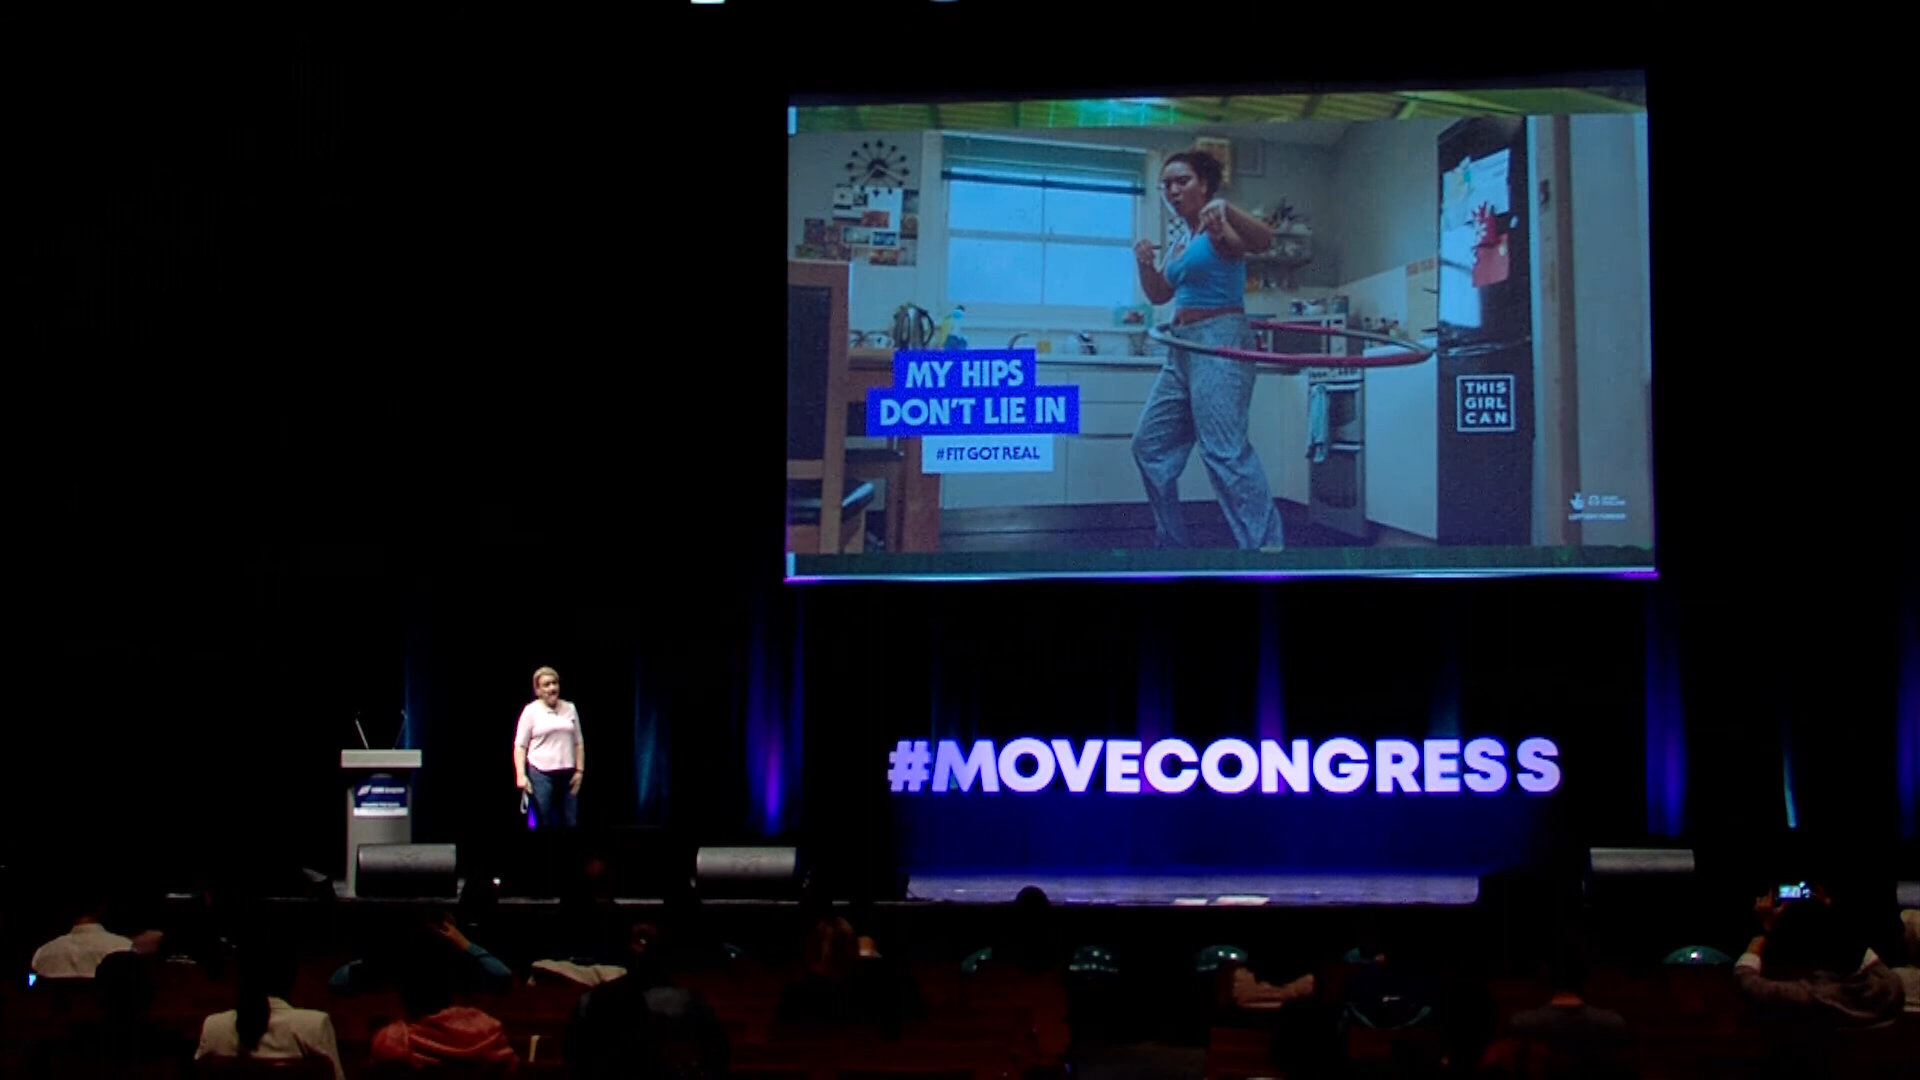 MY HIPS
DON'T LIE IN
#FITGOTREAL
THIS
GIRL
CAN
#MOVECONGRESS